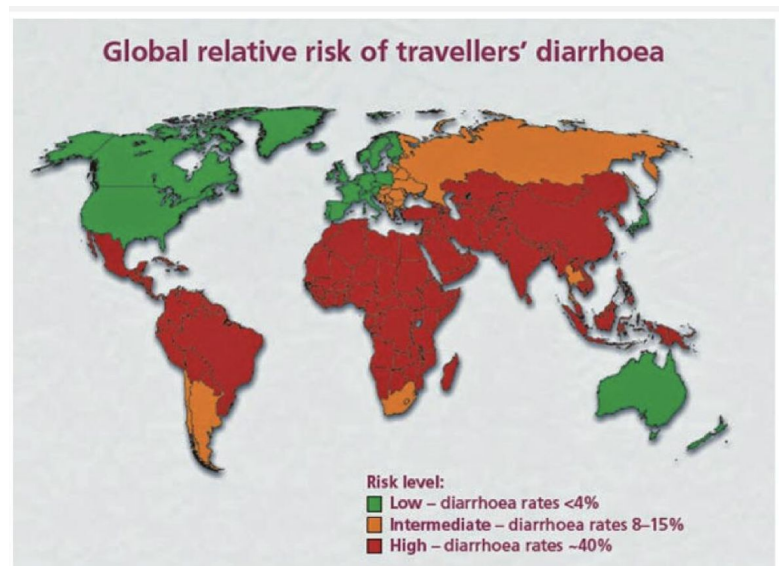 Global relative risk of travellers' diarrhoea
Risk level:
Low – diarrhoea rates <4%
Intermediate – diarrhoea rates 8–15%
High – diarrhoea rates ~40%